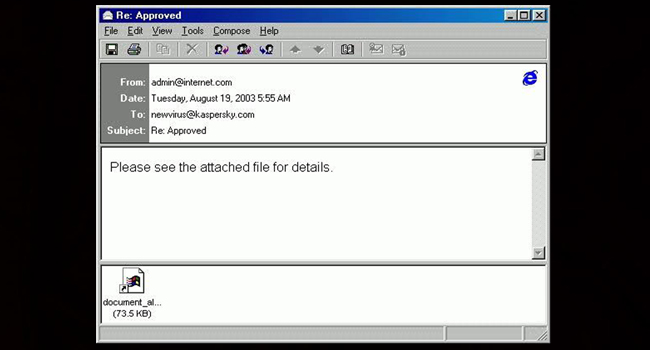 Re: Approved
File Edit View Tools Compose Help
From: admin@internet.com
Date: Tuesday, August 19, 2003 5:55 AM
To: newvirus@kaspersky.com
Subject: Re: Approved
Please see the attached file for details.
document_al...
(73.5 KB)